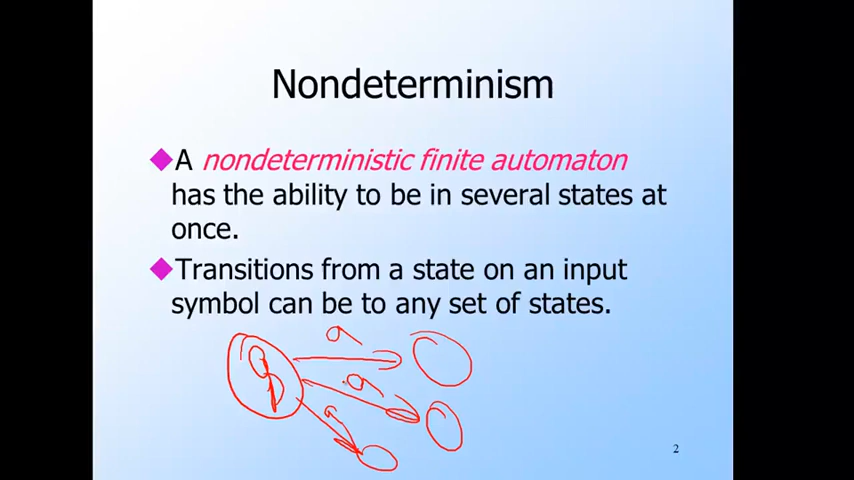 Nondeterminism
A nondeterministic finite automaton
has the ability to be in several states at
once.
Transitions from a state on an input
symbol can be to any set of states.
a
q
a
a
2